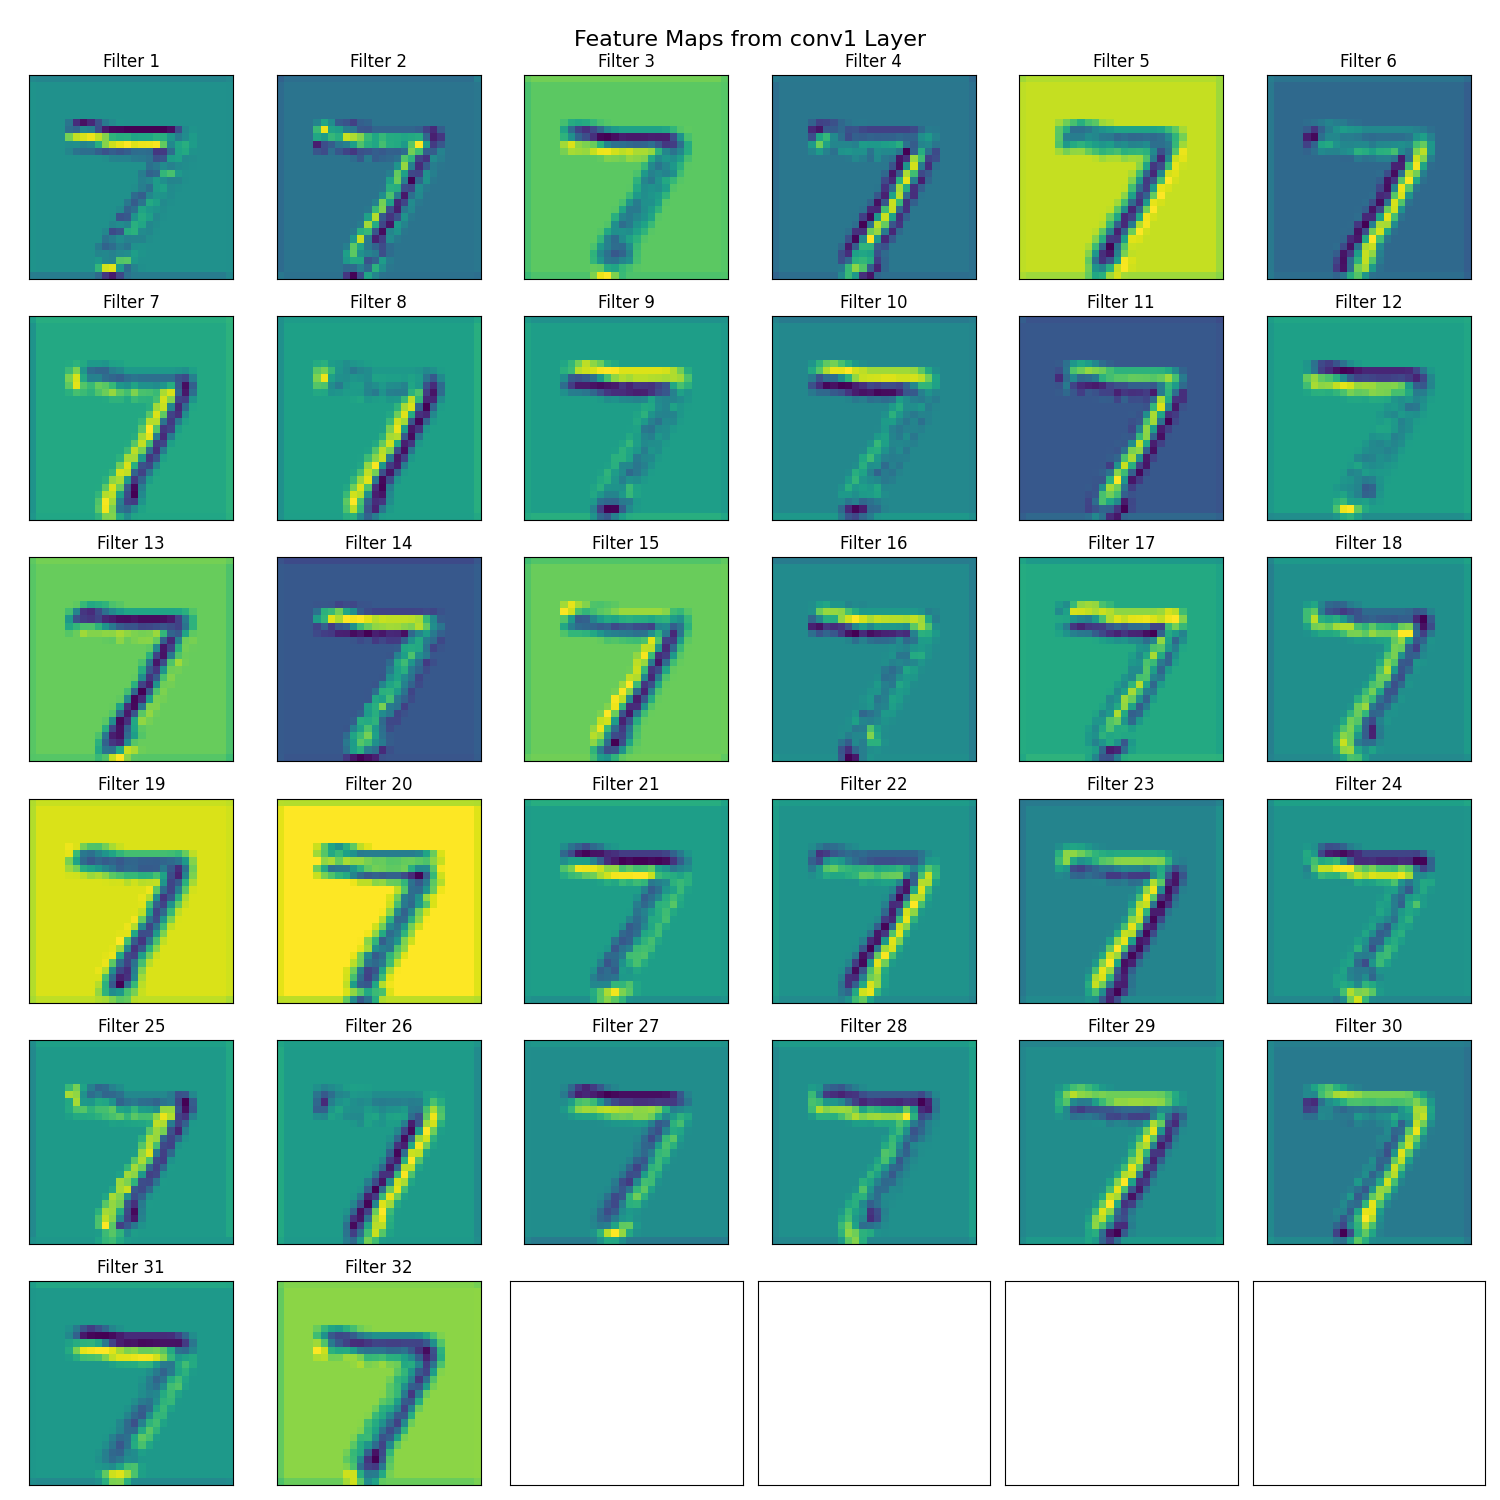 Feature Maps from conv1 Layer
Filter 1 Filter 2 Filter 3 Filter 4 Filter 5 Filter 6
Filter 7 Filter 8 Filter 9 Filter 10 Filter 11 Filter 12
Filter 13 Filter 14 Filter 15 Filter 16 Filter 17 Filter 18
Filter 19 Filter 20 Filter 21 Filter 22 Filter 23 Filter 24
Filter 25 Filter 26 Filter 27 Filter 28 Filter 29 Filter 30
Filter 31 Filter 32